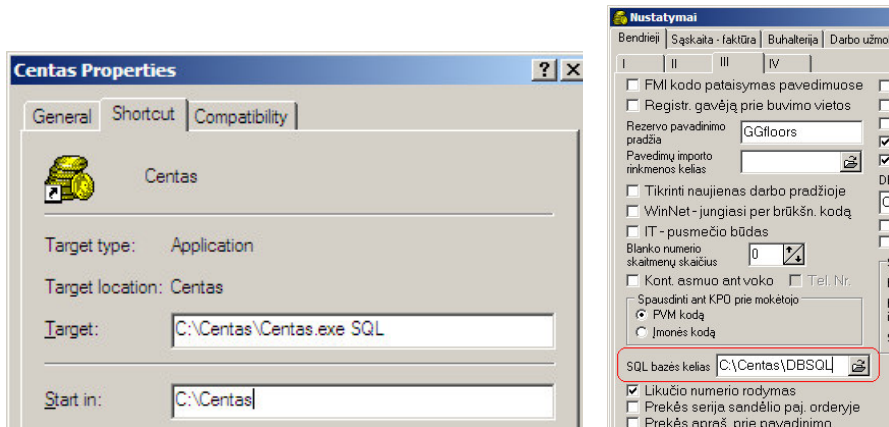 Centas Properties
General Shortcut Compatibility
Centas
Target type: Application
Target location: Centas
Target: C:\Centas\Centas.exe SQL
Start in: C:\Centas
Nustatymai
Bendrieji Sąskaita - faktūra Buhalterija Darbo užmo
I II III IV
FMI kodo pataisymas pavedimuose
Registr. gavėją prie buvimo vietos
Rezervo pavadinimo
pradžia
GGfloors
Pavedimų importo
rinkmenos kelias
Tikrinti naujienas darbo pradžioje
WinNet - jungiasi per brūkšn. kodą
IT - pusmečio būdas
Blanko numerio
skaitmenų skaičius
0
Kont. asmuo ant voko Tel. Nr.
Spausdinti ant KPO prie mokėtojo
PVM kodą
Įmonės kodą
SQL bazės kelias C:\Centas\DBSQL
Likučio numerio rodymas
Prekės serija sandėlio paj. orderyje
Prekės apraš. prie pavadinimo